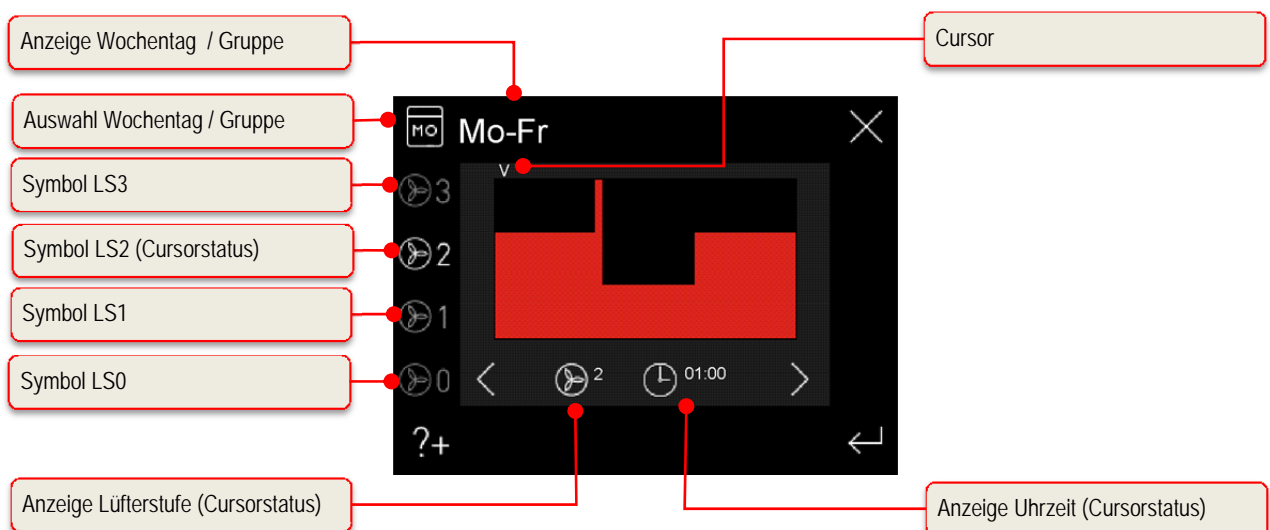 Anzeige Wochentag / Gruppe
Cursor
Auswahl Wochentag / Gruppe
MO Mo-Fr
Symbol LS3
V
3
Symbol LS2 (Cursorstatus)
2
Symbol LS1
1
Symbol LS0
0
2 01:00
?+
Anzeige Lüfterstufe (Cursorstatus)
Anzeige Uhrzeit (Cursorstatus)